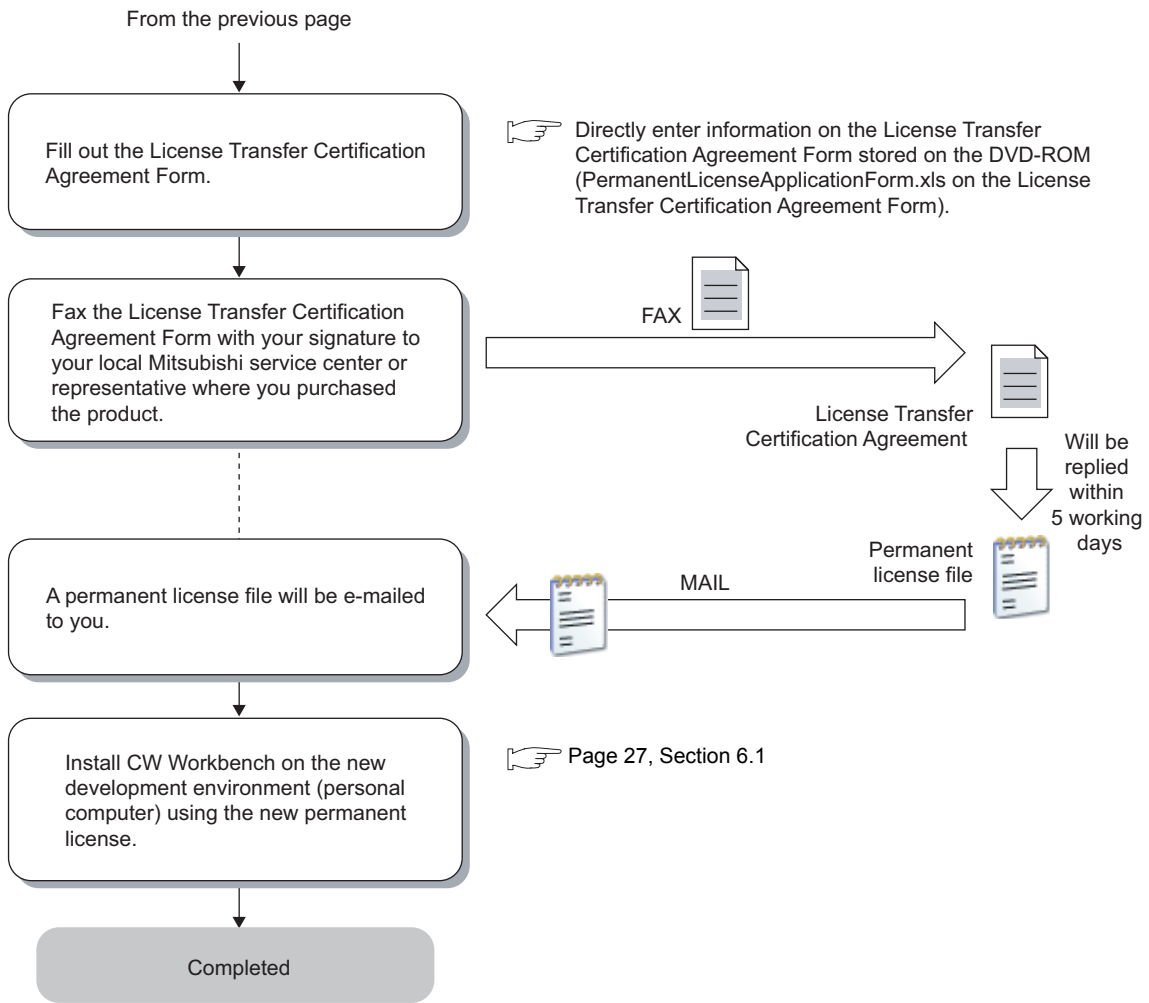 From the previous page
Fill out the License Transfer Certification
Agreement Form.
Directly enter information on the License Transfer
Certification Agreement Form stored on the DVD-ROM
(PermanentLicenseApplicationForm.xls on the License
Transfer Certification Agreement Form).
Fax the License Transfer Certification
Agreement Form with your signature to
your local Mitsubishi service center or
representative where you purchased
the product.
FAX
License Transfer
Certification Agreement
Will be
replied
within
5 working
days
Permanent
license file
MAIL
A permanent license file will be e-mailed
to you.
Install CW Workbench on the new
development environment (personal
computer) using the new permanent
license.
Page 27, Section 6.1
Completed